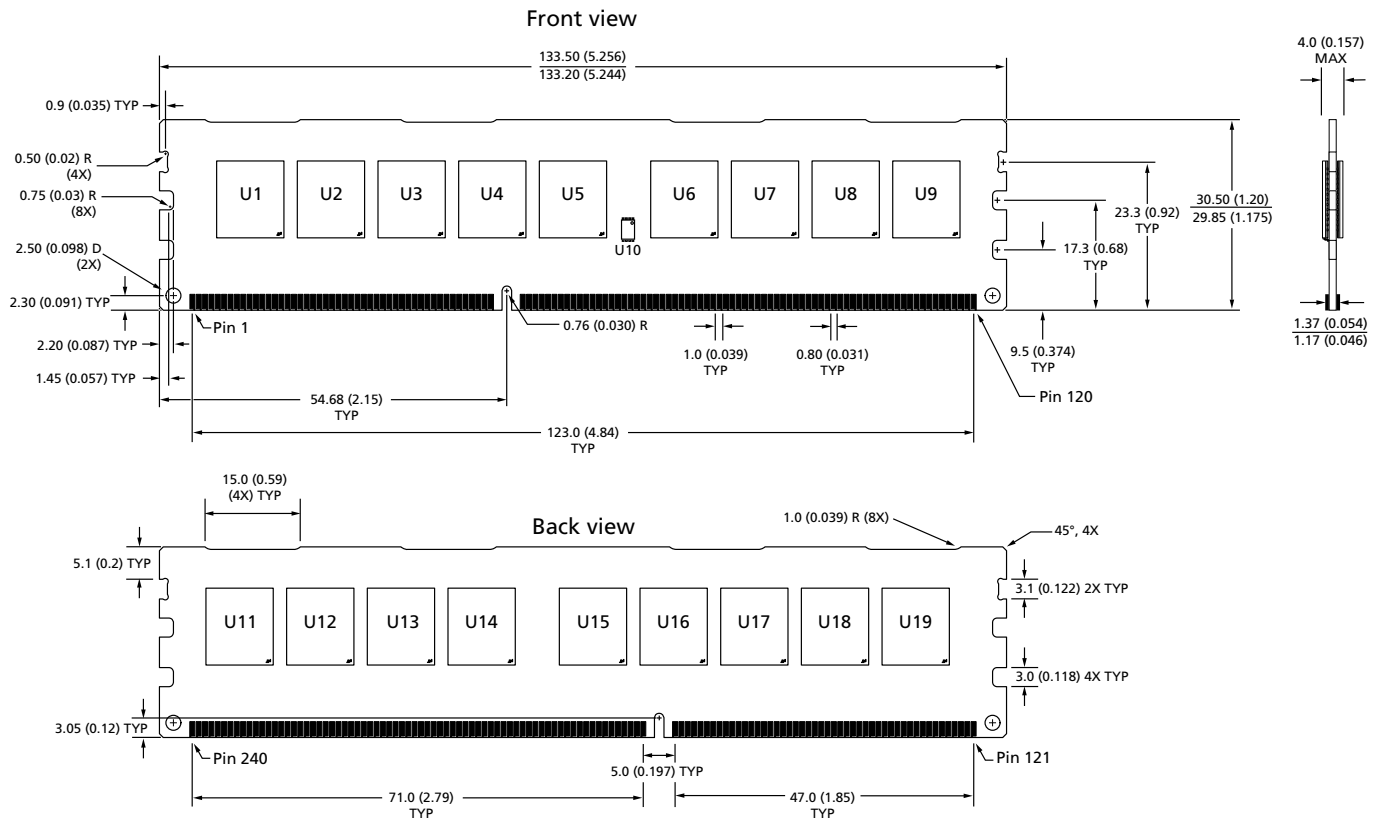 Front view
133.50 (5.256)
133.20 (5.244)
4.0 (0.157)
MAX
0.9 (0.035) TYP
0.50 (0.02) R
(4X)
0.75 (0.03) R
(8X)
2.50 (0.098) D
(2X)
2.30 (0.091) TYP
2.20 (0.087) TYP
1.45 (0.057) TYP
U1
U2
U3
U4
U5
U6
U7
U8
U9
U10
23.3 (0.92)
TYP
30.50 (1.20)
29.85 (1.175)
17.3 (0.68)
TYP
Pin 1
0.76 (0.030) R
1.0 (0.039)
TYP
0.80 (0.031)
TYP
9.5 (0.374)
TYP
1.37 (0.054)
1.17 (0.046)
54.68 (2.15)
TYP
Pin 120
123.0 (4.84)
TYP
15.0 (0.59)
(4X) TYP
Back view
1.0 (0.039) R (8X)
45°, 4X
5.1 (0.2) TYP
3.1 (0.122) 2X TYP
U11
U12
U13
U14
U15
U16
U17
U18
U19
3.0 (0.118) 4X TYP
3.05 (0.12) TYP
Pin 240
5.0 (0.197) TYP
Pin 121
71.0 (2.79)
TYP
47.0 (1.85)
TYP